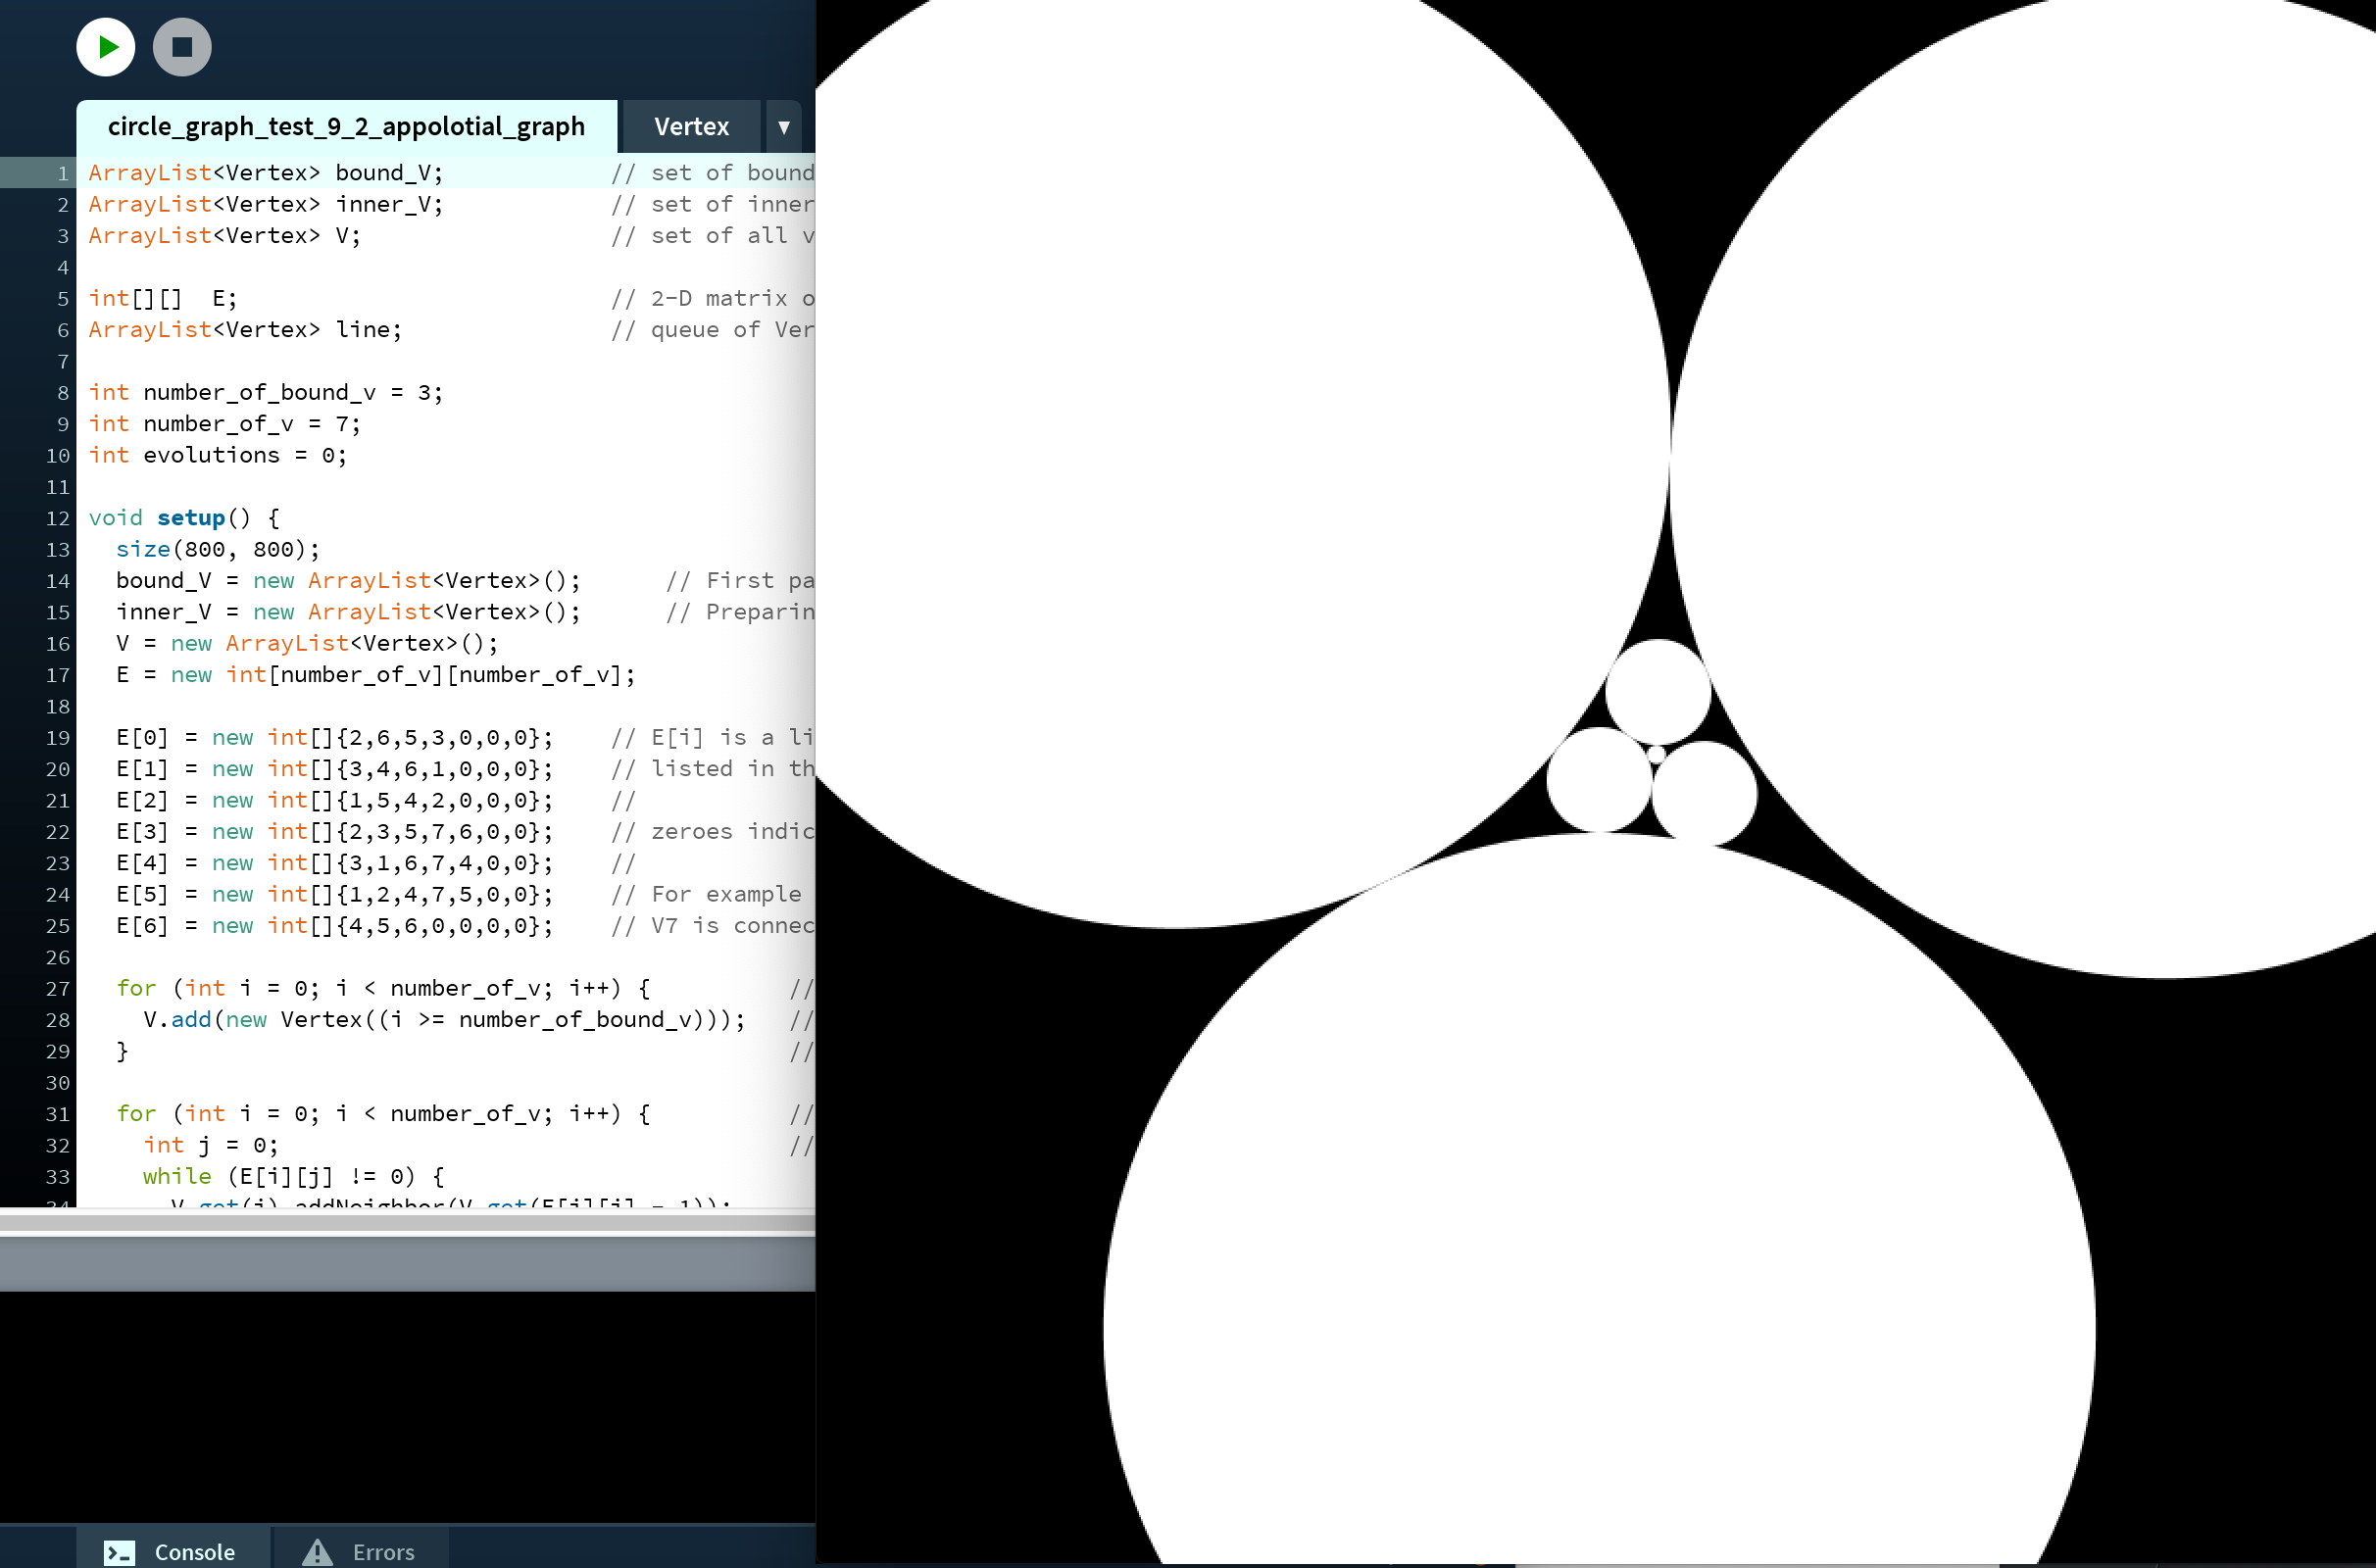 circle_graph_test_9_2_appolotial_graph Vertex ▼
1 ArrayList<Vertex> bound_V; // set of bound
2 ArrayList<Vertex> inner_V; // set of inner
3 ArrayList<Vertex> V; // set of all v
4
5 int[][]  E; // 2-D matrix o
6 ArrayList<Vertex> line; // queue of Ver
7
8 int number_of_bound_v = 3;
9 int number_of_v = 7;
10 int evolutions = 0;
11
12 void setup() {
13 size(800, 800);
14 bound_V = new ArrayList<Vertex>(); // First pa
15 inner_V = new ArrayList<Vertex>(); // Preparin
16 V = new ArrayList<Vertex>();
17 E = new int[number_of_v][number_of_v];
18
19 E[0] = new int[]{2,6,5,3,0,0,0}; // E[i] is a li
20 E[1] = new int[]{3,4,6,1,0,0,0}; // listed in th
21 E[2] = new int[]{1,5,4,2,0,0,0}; //
22 E[3] = new int[]{2,3,5,7,6,0,0}; // zeroes indic
23 E[4] = new int[]{3,1,6,7,4,0,0}; //
24 E[5] = new int[]{1,2,4,7,5,0,0}; // For example
25 E[6] = new int[]{4,5,6,0,0,0,0}; // V7 is connec
26
27 for (int i = 0; i < number_of_v; i++) { //
28 V.add(new Vertex((i >= number_of_bound_v))); //
29 } //
30
31 for (int i = 0; i < number_of_v; i++) { //
32 int j = 0; //
33 while (E[i][j] != 0) {
34 V.get(i).addNeighbor(V.get(E[i][j] - 1));
Console Errors